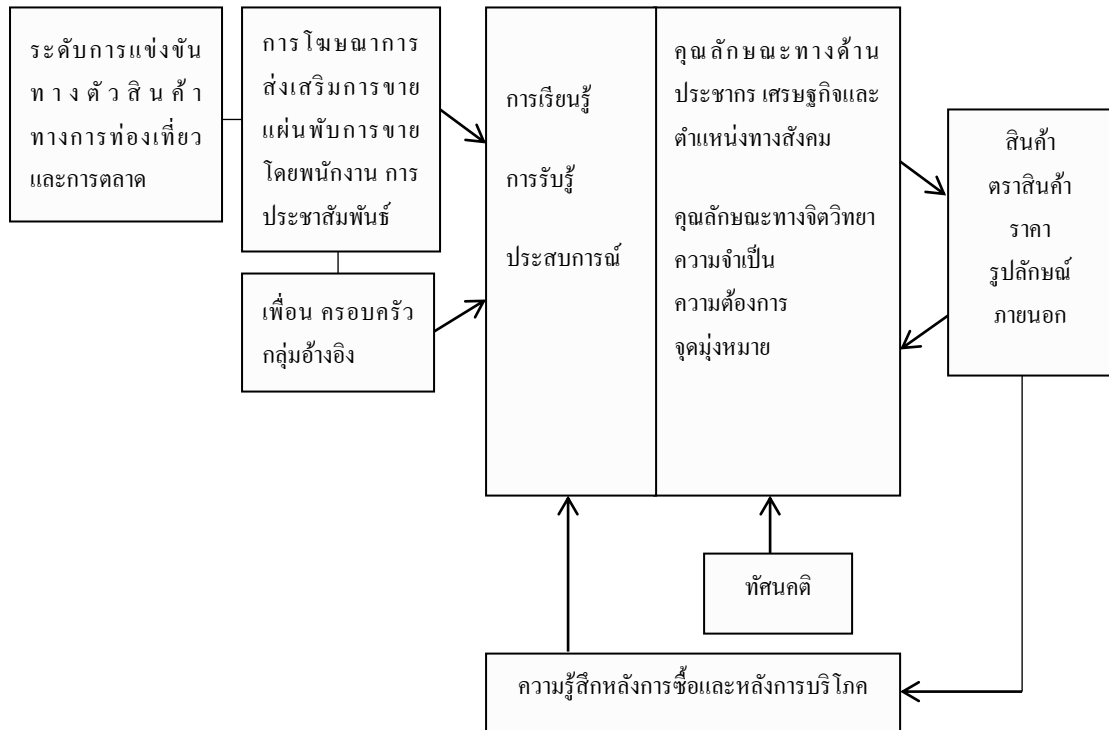 ระดับการแข่งขัน
ทางตัวสินค้า
ทางการท่องเที่ยว
และการตลาด
การโฆษณาการ
ส่งเสริมการขาย
แผ่นพับการขาย
โดยพนักงาน การ
ประชาสัมพันธ์
เพื่อน ครอบครัว
กลุ่มอ้างอิง
การเรียนรู้
การรับรู้
ประสบการณ์
คุณลักษณะทางด้าน
ประชากร เศรษฐกิจและ
ตำแหน่งทางสังคม
คุณลักษณะทางจิตวิทยา
ความจำเป็น
ความต้องการ
จุดมุ่งหมาย
สินค้า
ตราสินค้า
ราคา
รูปลักษณ์
ภายนอก
ทัศนคติ
ความรู้สึกหลังการซื้อและหลังการบริโภค